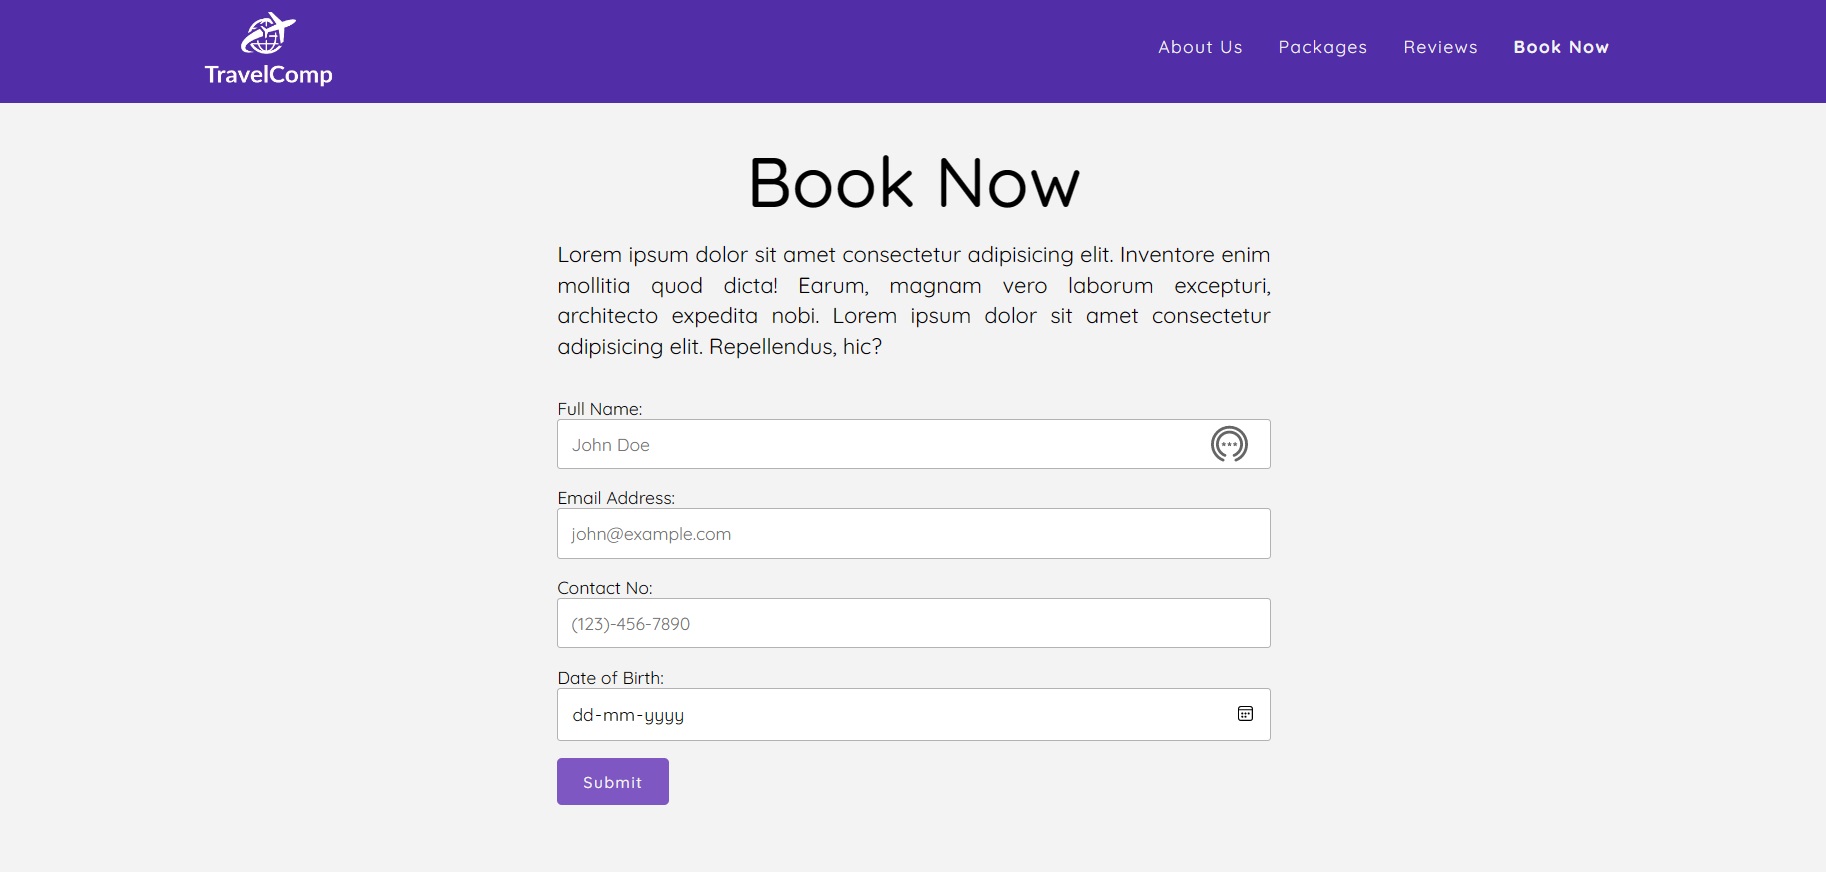 TravelComp
About Us Packages Reviews Book Now
Book Now
Lorem ipsum dolor sit amet consectetur adipisicing elit. Inventore enim
mollitia quod dicta! Earum, magnam vero laborum excepturi,
architecto expedita nobi. Lorem ipsum dolor sit amet consectetur
adipisicing elit. Repellendus, hic?
Full Name:
John Doe
Email Address:
john@example.com
Contact No:
(123)-456-7890
Date of Birth:
dd-mm-yyyy
Submit